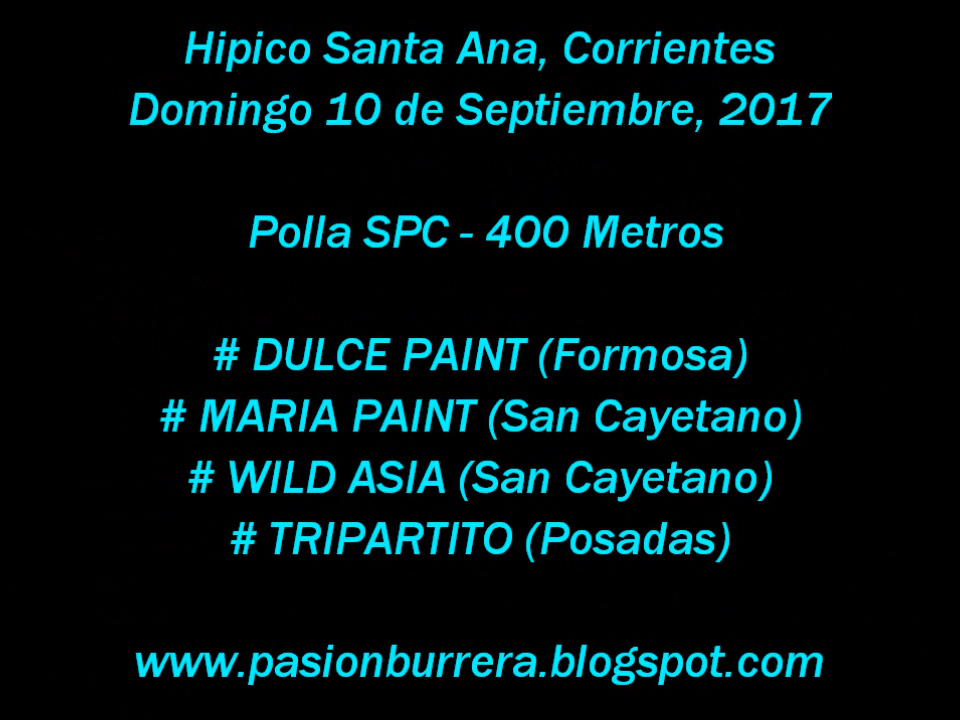 Hipico Santa Ana, Corrientes
Domingo 10 de Septiembre, 2017
Polla SPC - 400 Metros
# DULCE PAINT (Formosa)
# MARIA PAINT (San Cayetano)
# WILD ASIA (San Cayetano)
# TRIPARTITO (Posadas)
www.pasionburrera.blogspot.com